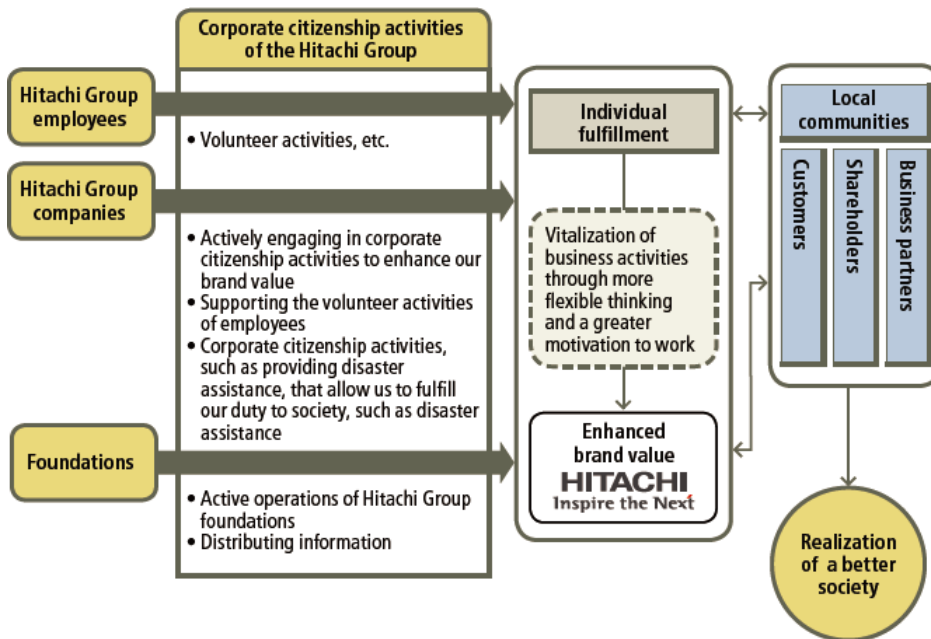 Corporate citizenship activities
of the Hitachi Group
Hitachi Group
employees
• Volunteer activities, etc.
Hitachi Group
companies
• Actively engaging in corporate
citizenship activities to enhance our
brand value
• Supporting the volunteer activities
of employees
• Corporate citizenship activities,
such as providing disaster
assistance, that allow us to fulfill
our duty to society, such as disaster
assistance
Foundations
• Active operations of Hitachi Group
foundations
• Distributing information
Individual
fulfillment
Vitalization of
business activities
through more
flexible thinking
and a greater
motivation to work
Enhanced
brand value
HITACHI
Inspire the Next
Local
communities
Customers
Shareholders
Business partners
Realization
of a better
society